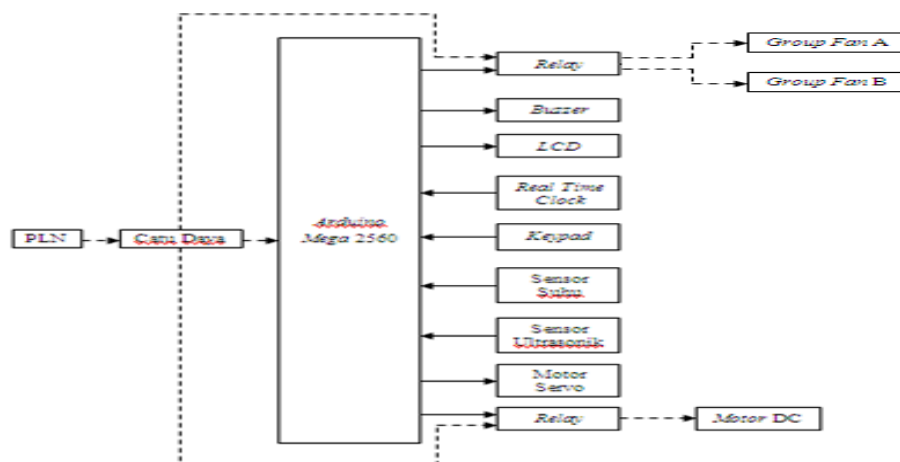 Group Fan A
Relay
Group Fan B
Buzzer
LCD
Real Time
Clock
Arduino
Mega 2560
PLN
Catu Daya
Keypad
Sensor
Suhu
Sensor
Ultrasonik
Motor
Servo
Relay
Motor DC